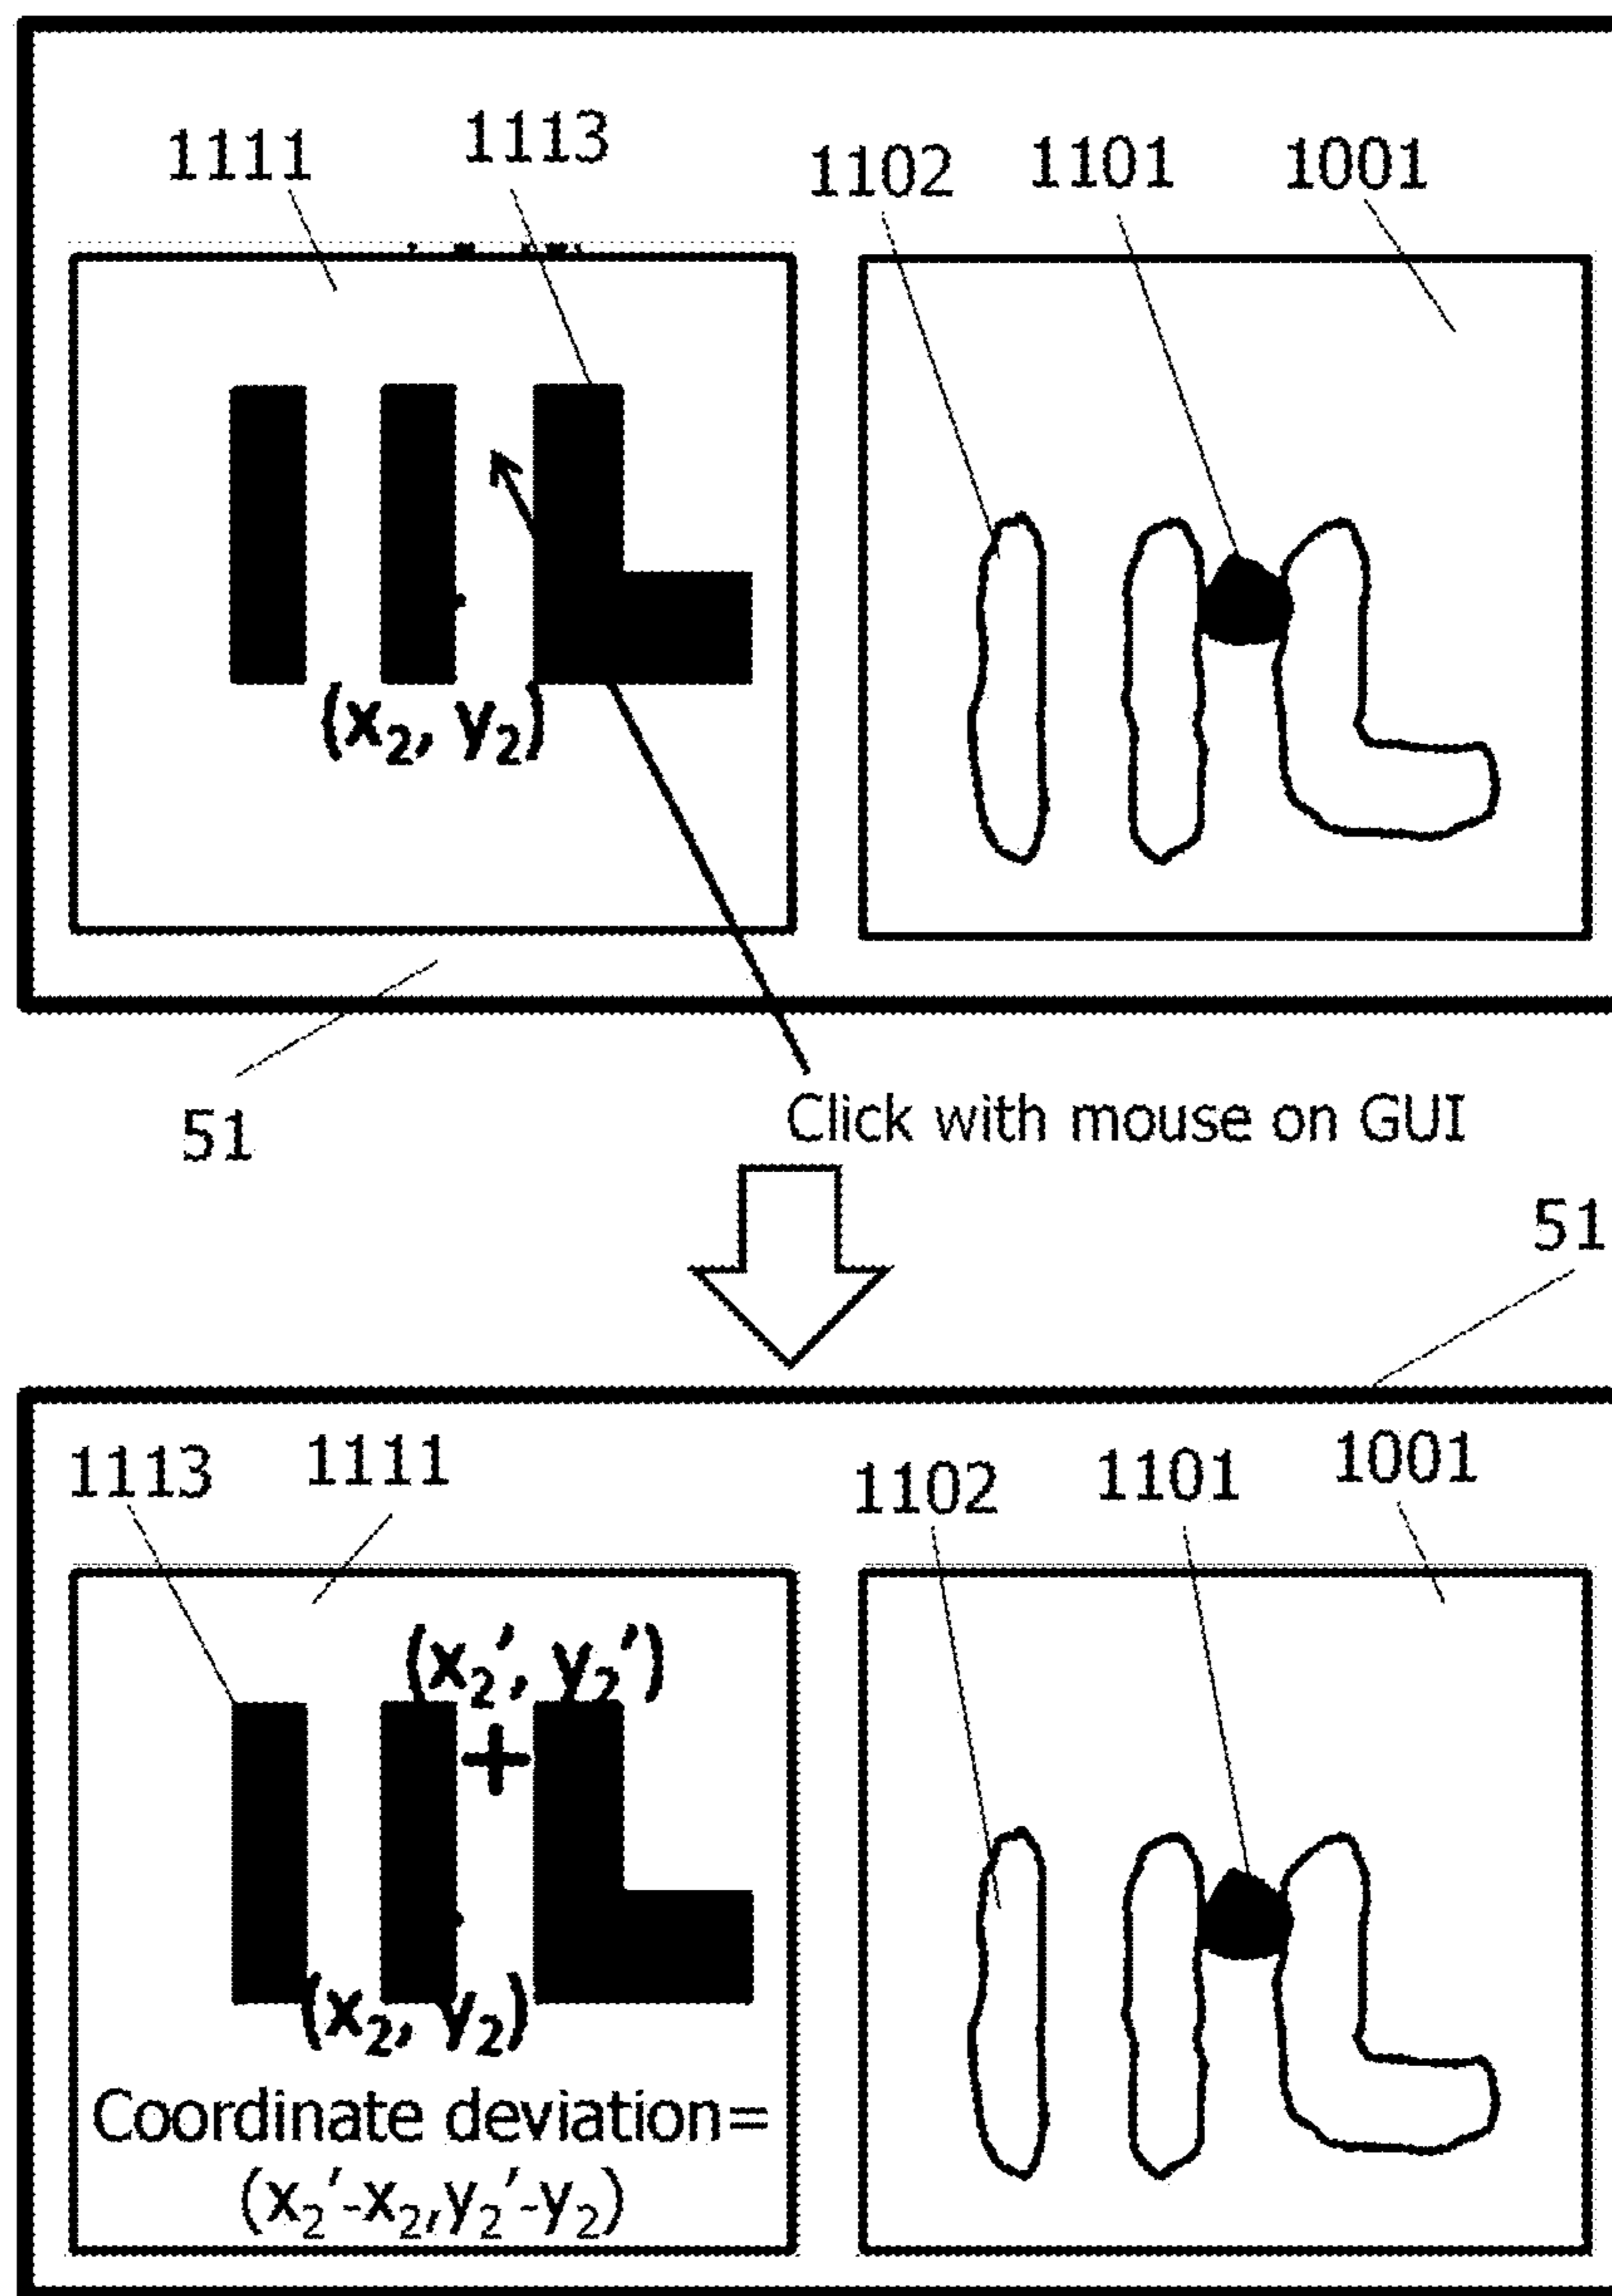 1111 1113 1102 1101 1001
(x₂, y₂)
51
Click with mouse on GUI
51
1113 1111 1102 1101 1001
(x₂′, y₂′)
(x₂, y₂)
Coordinate deviation=
(x₂′-x₂,y₂′-y₂)